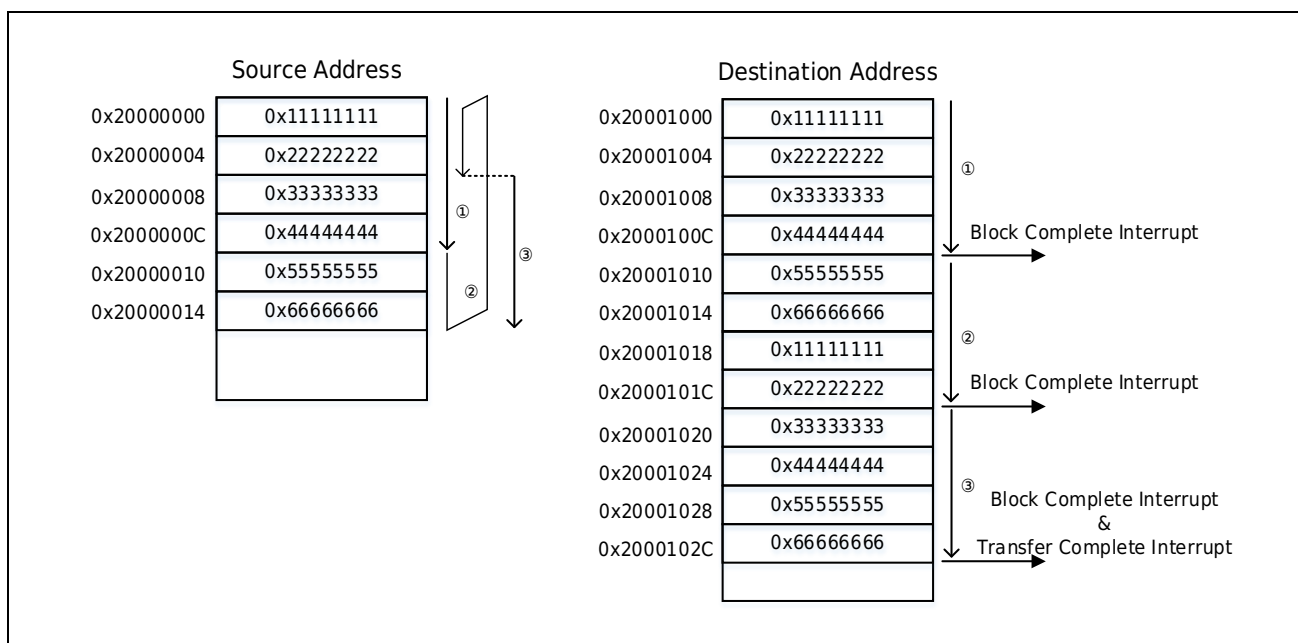 Source Address
0x20000000 0x11111111
0x20000004 0x22222222
0x20000008 0x33333333
0x2000000C 0x44444444
0x20000010 0x55555555
0x20000014 0x66666666
①
②
③
Destination Address
0x20001000 0x11111111
0x20001004 0x22222222
0x20001008 0x33333333
0x2000100C 0x44444444
0x20001010 0x55555555
0x20001014 0x66666666
0x20001018 0x11111111
0x2000101C 0x22222222
0x20001020 0x33333333
0x20001024 0x44444444
0x20001028 0x55555555
0x2000102C 0x66666666
①
Block Complete Interrupt
②
Block Complete Interrupt
③
Block Complete Interrupt
&
Transfer Complete Interrupt